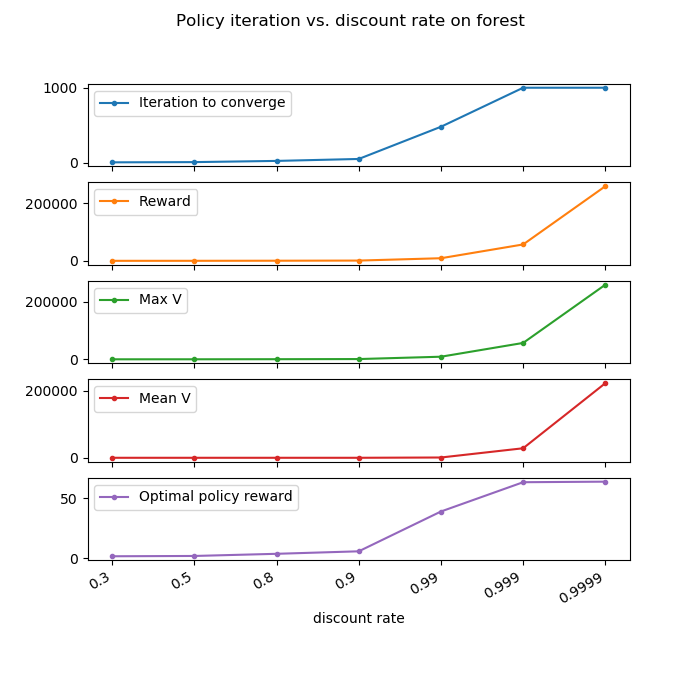 Policy iteration vs. discount rate on forest
1000
Iteration to converge
0
200000
Reward
0
200000
Max V
0
200000
Mean V
0
50
Optimal policy reward
0
0.3 0.5 0.8 0.9 0.99 0.999 0.9999
discount rate